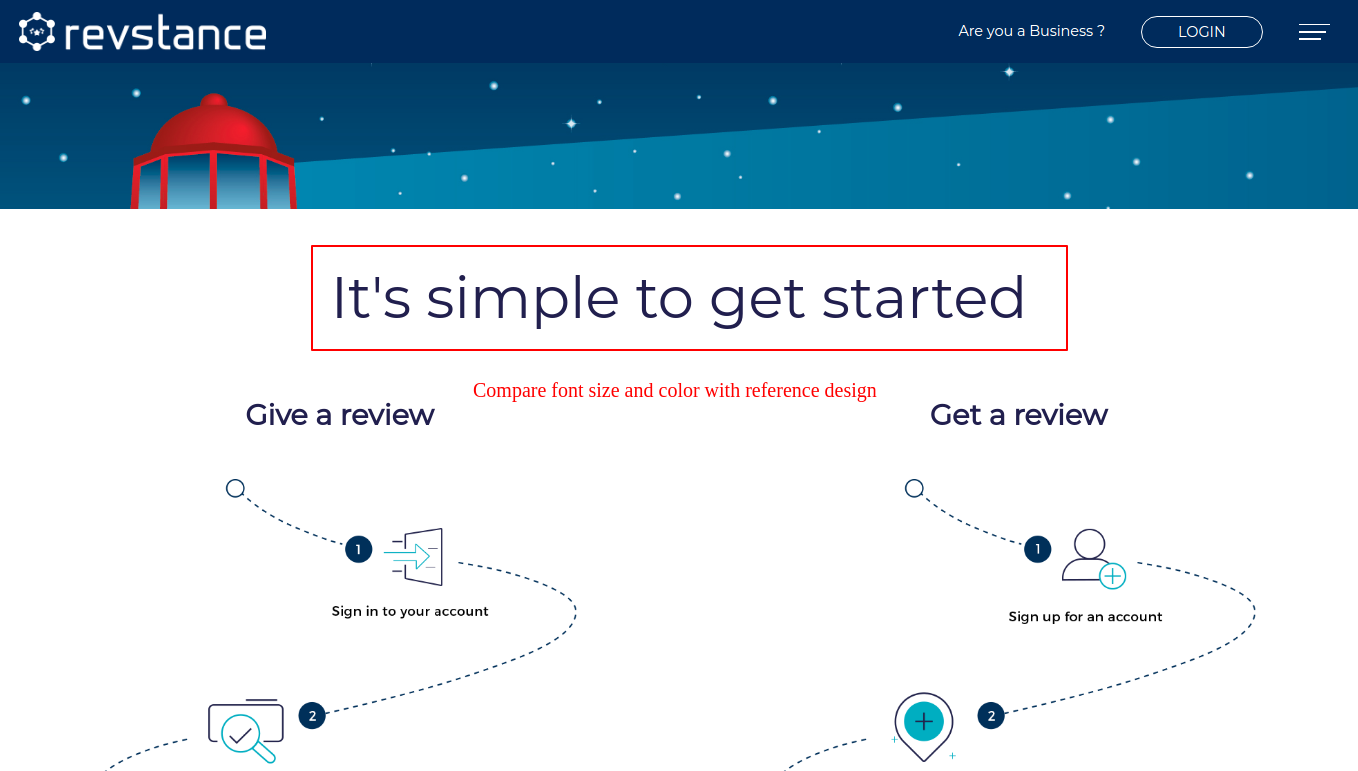 revstance
Are you a Business ?
LOGIN
It's simple to get started
Compare font size and color with reference design
Give a review
Get a review
1
1
Sign in to your account
Sign up for an account
2
2